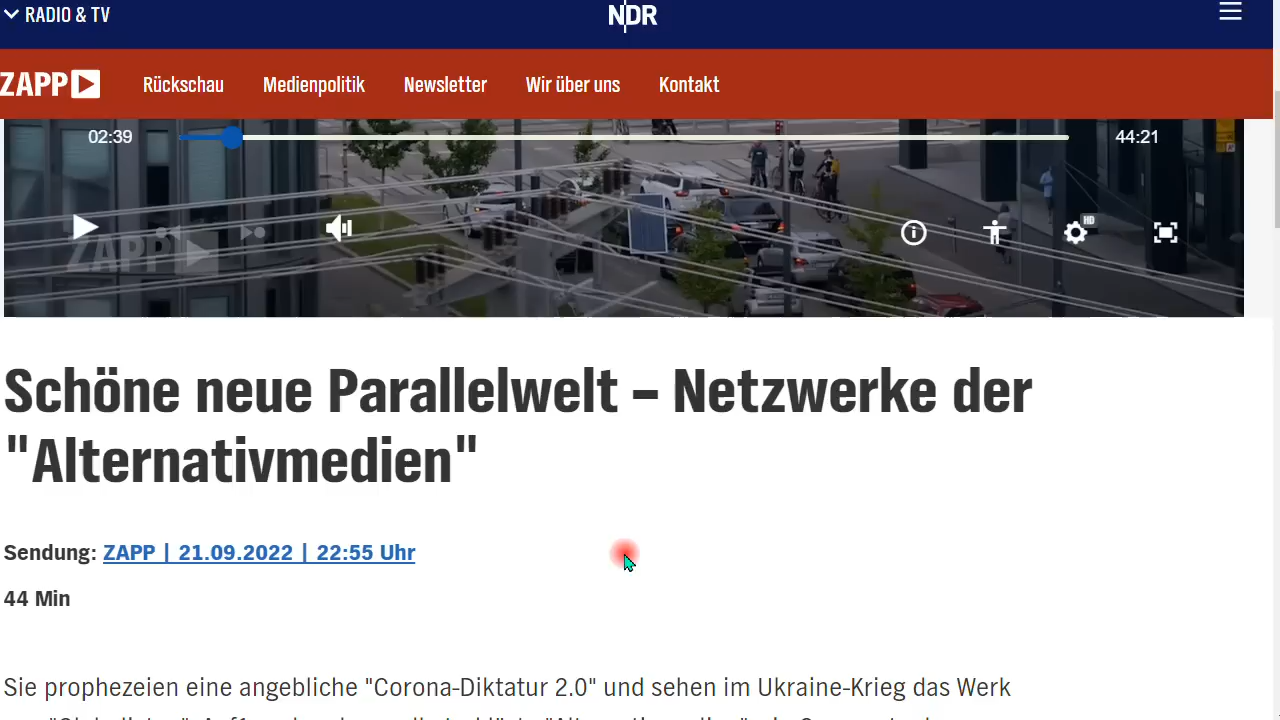 RADIO & TV
NDR
ZAPP Rückschau Medienpolitik Newsletter Wir über uns Kontakt
02:39 44:21
ZAPP
HD
Schöne neue Parallelwelt – Netzwerke der
"Alternativmedien"
Sendung: ZAPP | 21.09.2022 | 22:55 Uhr
44 Min
Sie prophezeien eine angebliche "Corona-Diktatur 2.0" und sehen im Ukraine-Krieg das Werk